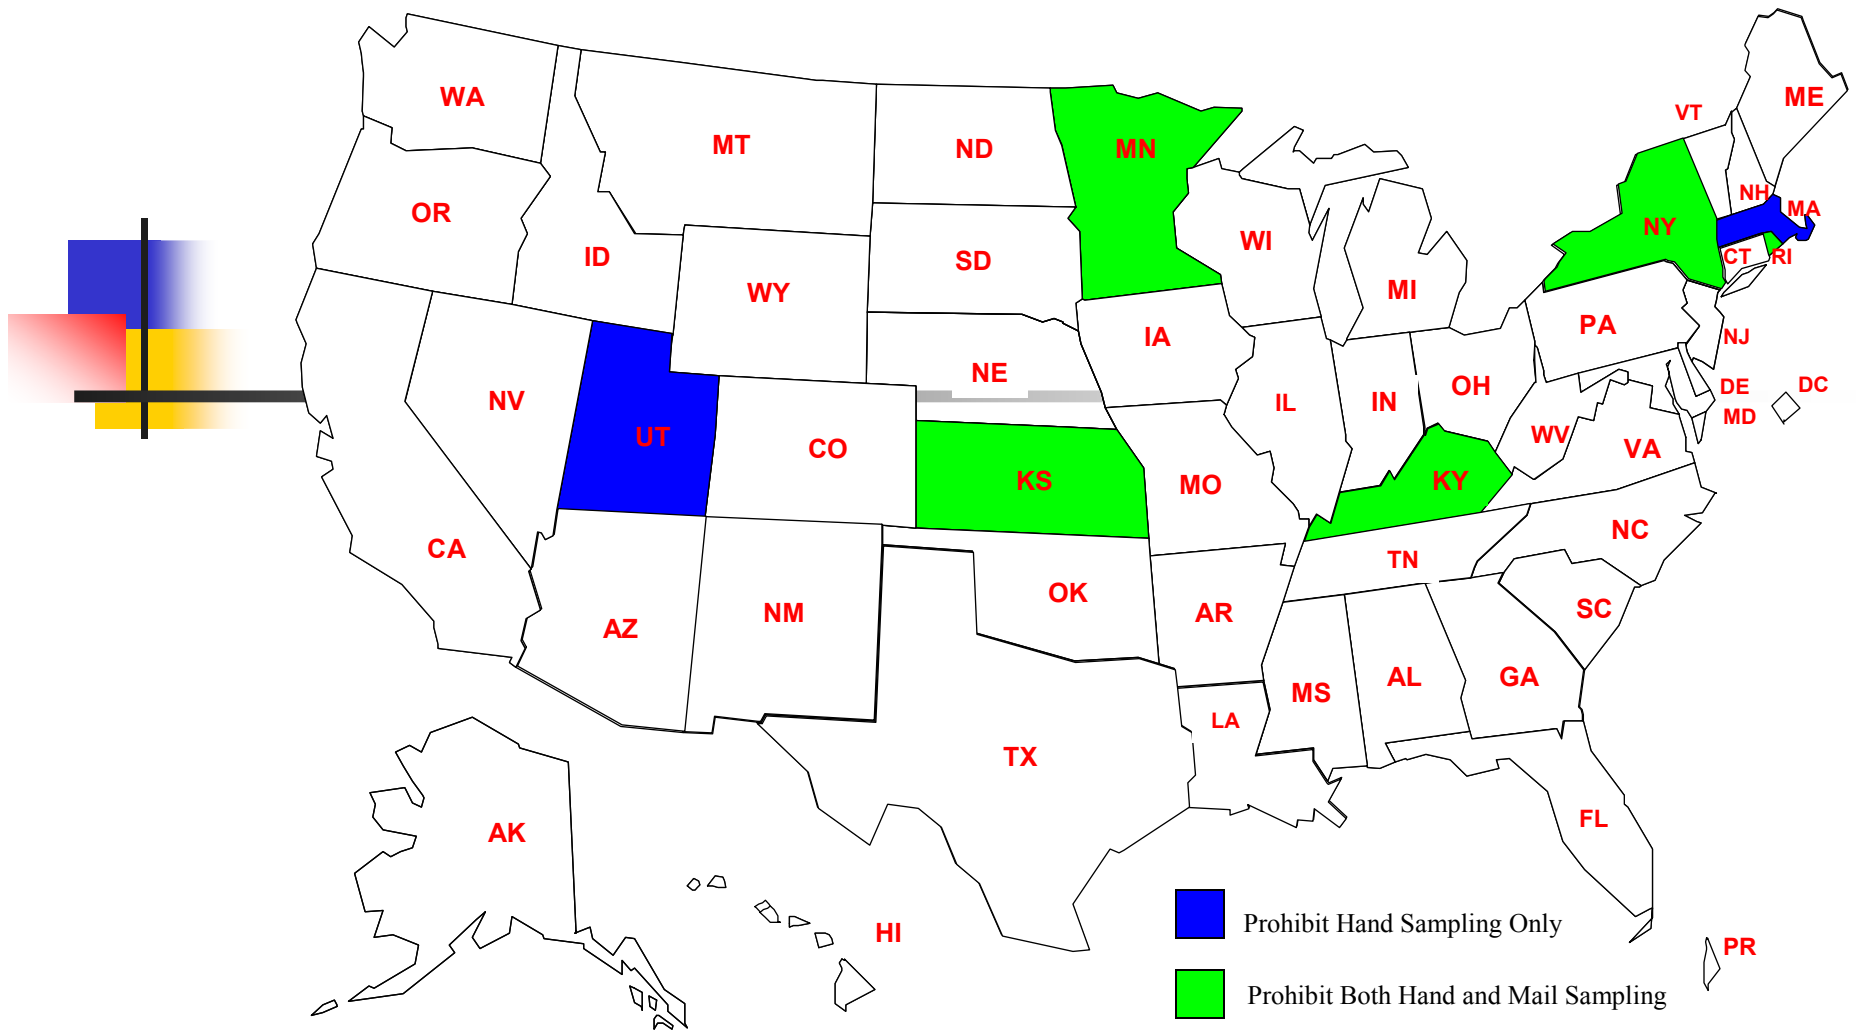 WA
ME
VT
MT
ND
MN
NH
MA
OR
NY
WI
ID
SD
CT
RI
WY
MI
PA
IA
NJ
NE
OH
DE
DC
NV
IL
IN
MD
UT
WV
CO
VA
KS
KY
MO
NC
CA
TN
OK
SC
NM
AR
AZ
GA
AL
MS
LA
TX
FL
AK
HI
Prohibit Hand Sampling Only
PR
Prohibit Both Hand and Mail Sampling